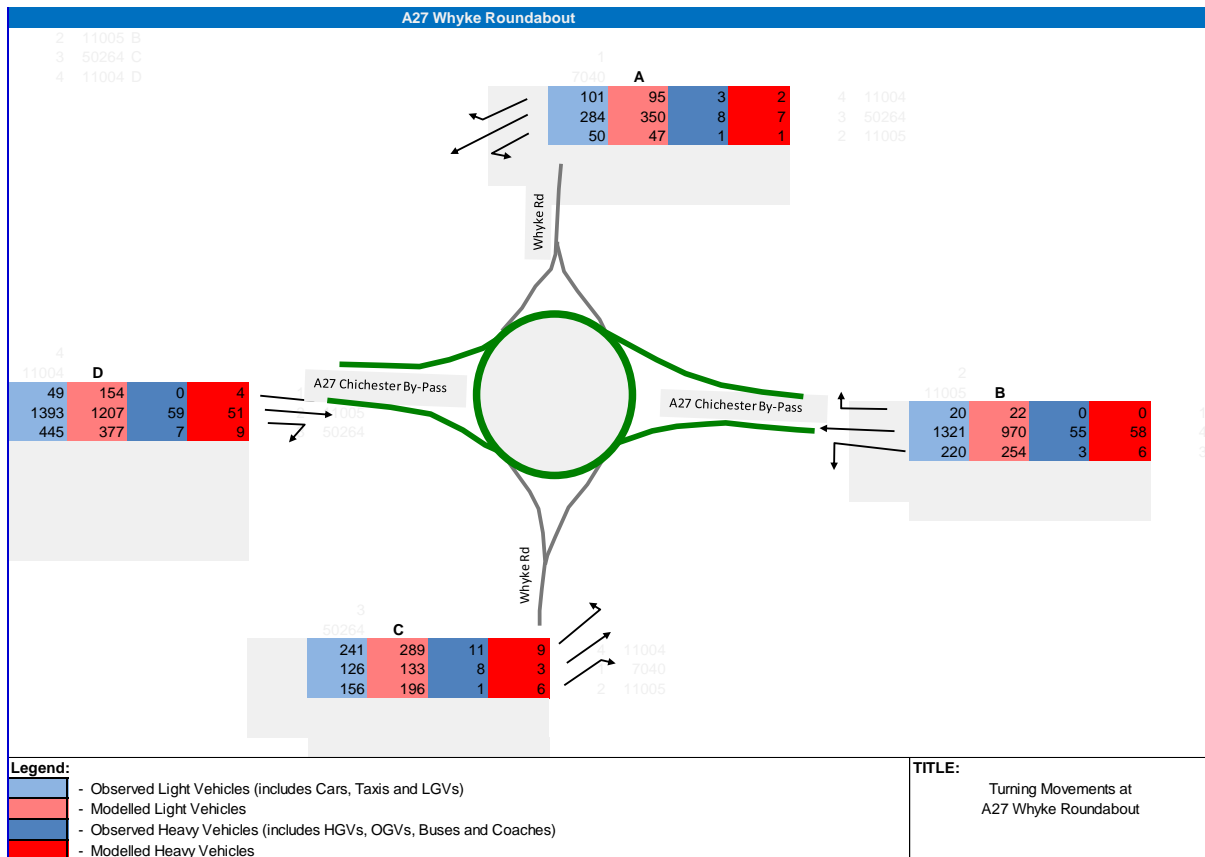 A27 Whyke Roundabout
2 11005 B
3 50264 C
4 11004 D
1
7040
A
101 95 3 2 4 11004
284 350 8 7 3 50264
50 47 1 1 2 11005
Whyke Rd
4
11004
D
49 154 0 4
1393 1207 59 51 11005
445 377 7 9 50264
A27 Chichester By-Pass
A27 Chichester By-Pass
2
11005
B
20 22 0 0 1
1321 970 55 58 4
220 254 3 6 3
Whyke Rd
3
50264
C
241 289 11 9 4 11004
126 133 8 3 7040
156 196 1 6 2 11005
Legend:
- Observed Light Vehicles (includes Cars, Taxis and LGVs)
- Modelled Light Vehicles
- Observed Heavy Vehicles (includes HGVs, OGVs, Buses and Coaches)
- Modelled Heavy Vehicles
TITLE:
Turning Movements at
A27 Whyke Roundabout